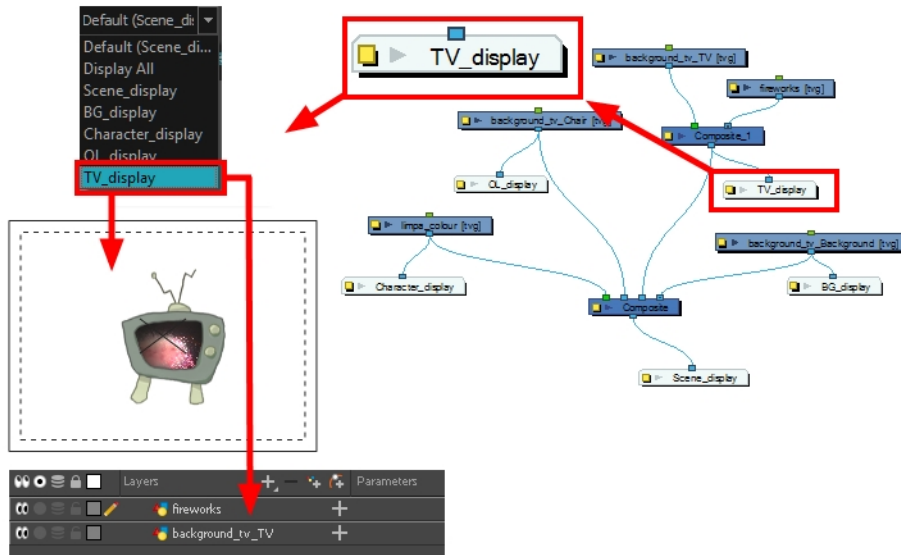 Default (Scene_di
Default (Scene_di...
Display All
Scene_display
BG_display
Character_display
OL_display
TV_display
TV_display
background_tv_TV [tvg]
fireworks [tvg]
background_tv_Chair [tvg]
Composite_1
OL_display
TV_display
limpa_colour [tvg]
background_tv_Background [tvg]
Character_display
BG_display
Composite
Scene_display
Layers
Parameters
fireworks
background_tv_TV